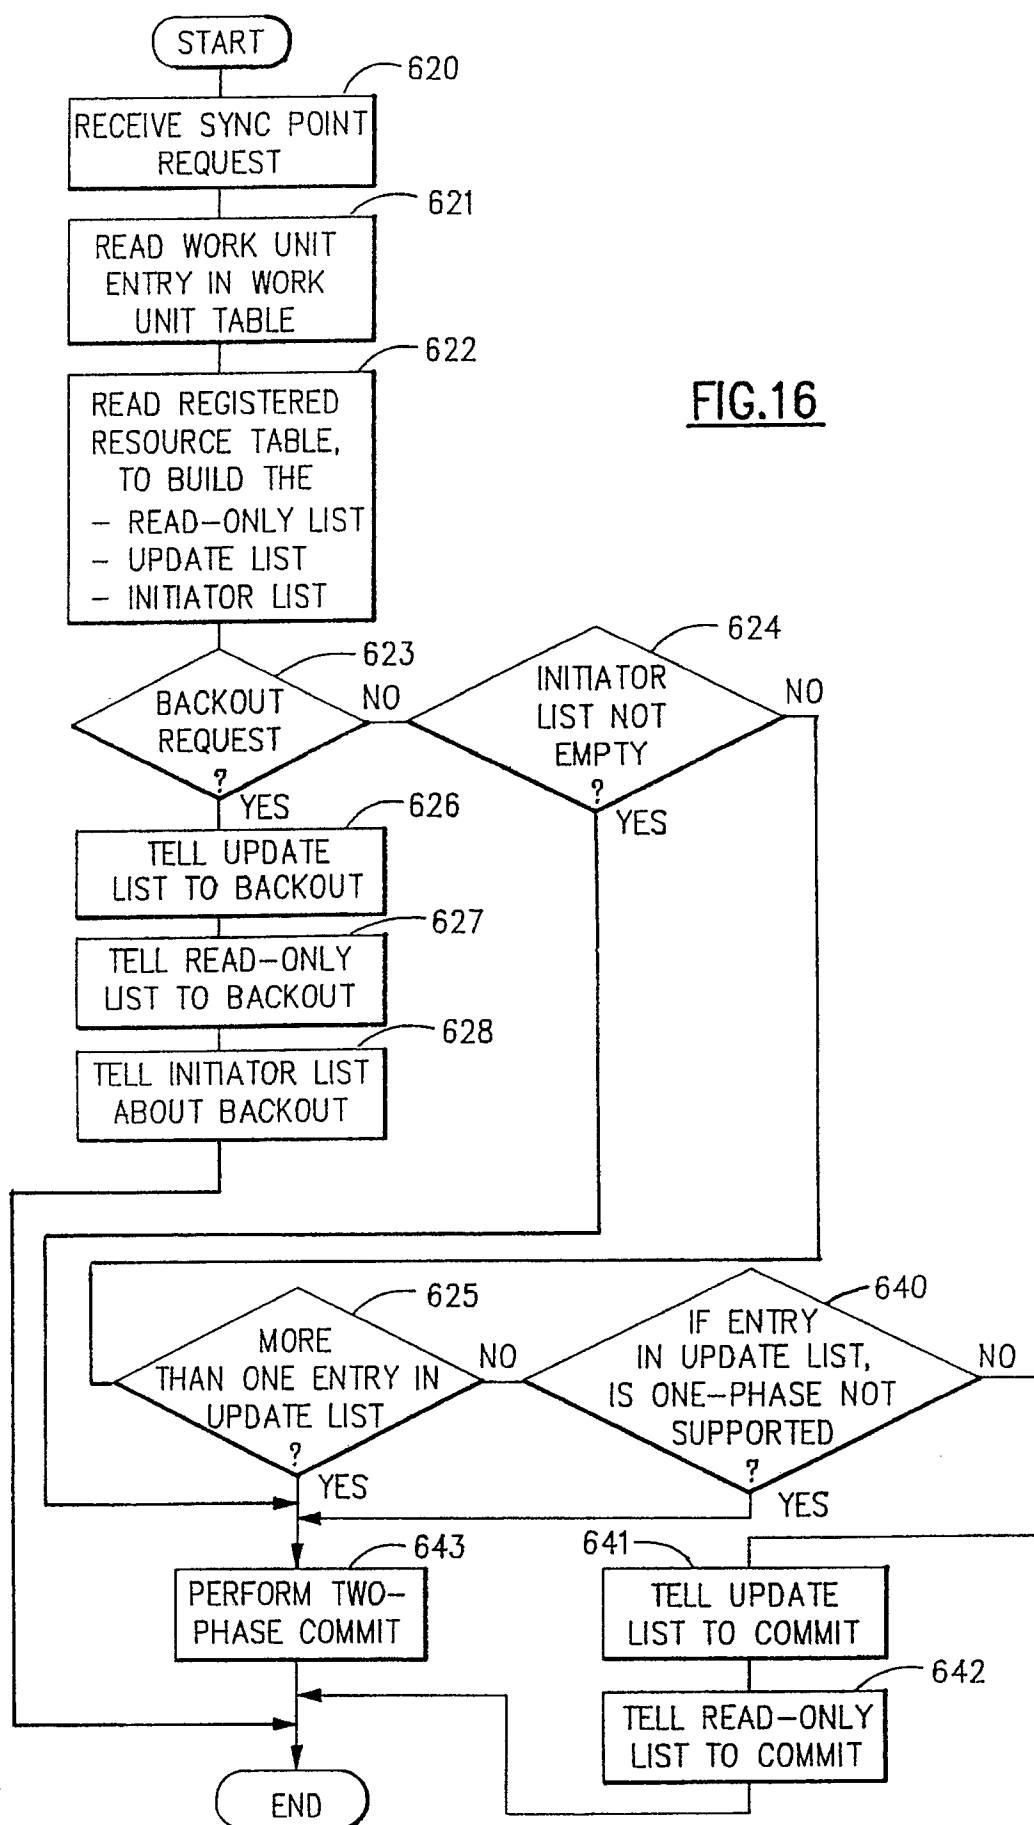 START
620
RECEIVE SYNC POINT
REQUEST
621
READ WORK UNIT
ENTRY IN WORK
UNIT TABLE
622
READ REGISTERED
RESOURCE TABLE,
TO BUILD THE
- READ-ONLY LIST
- UPDATE LIST
- INITIATOR LIST
FIG.16
623
BACKOUT
REQUEST
?
NO
YES
624
INITIATOR
LIST NOT
EMPTY
?
NO
YES
626
TELL UPDATE
LIST TO BACKOUT
627
TELL READ-ONLY
LIST TO BACKOUT
628
TELL INITIATOR LIST
ABOUT BACKOUT
625
MORE
THAN ONE ENTRY IN
UPDATE LIST
?
NO
YES
640
IF ENTRY
IN UPDATE LIST,
IS ONE-PHASE NOT
SUPPORTED
?
NO
YES
643
PERFORM TWO-
PHASE COMMIT
641
TELL UPDATE
LIST TO COMMIT
642
TELL READ-ONLY
LIST TO COMMIT
END